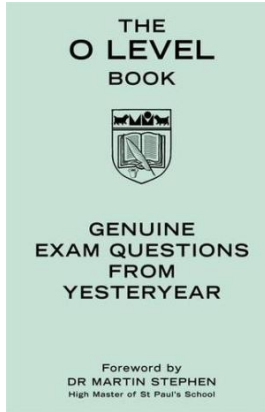 THE
O LEVEL
BOOK
GENUINE
EXAM QUESTIONS
FROM
YESTERYEAR
Foreword by
DR MARTIN STEPHEN
High Master of St Paul's School